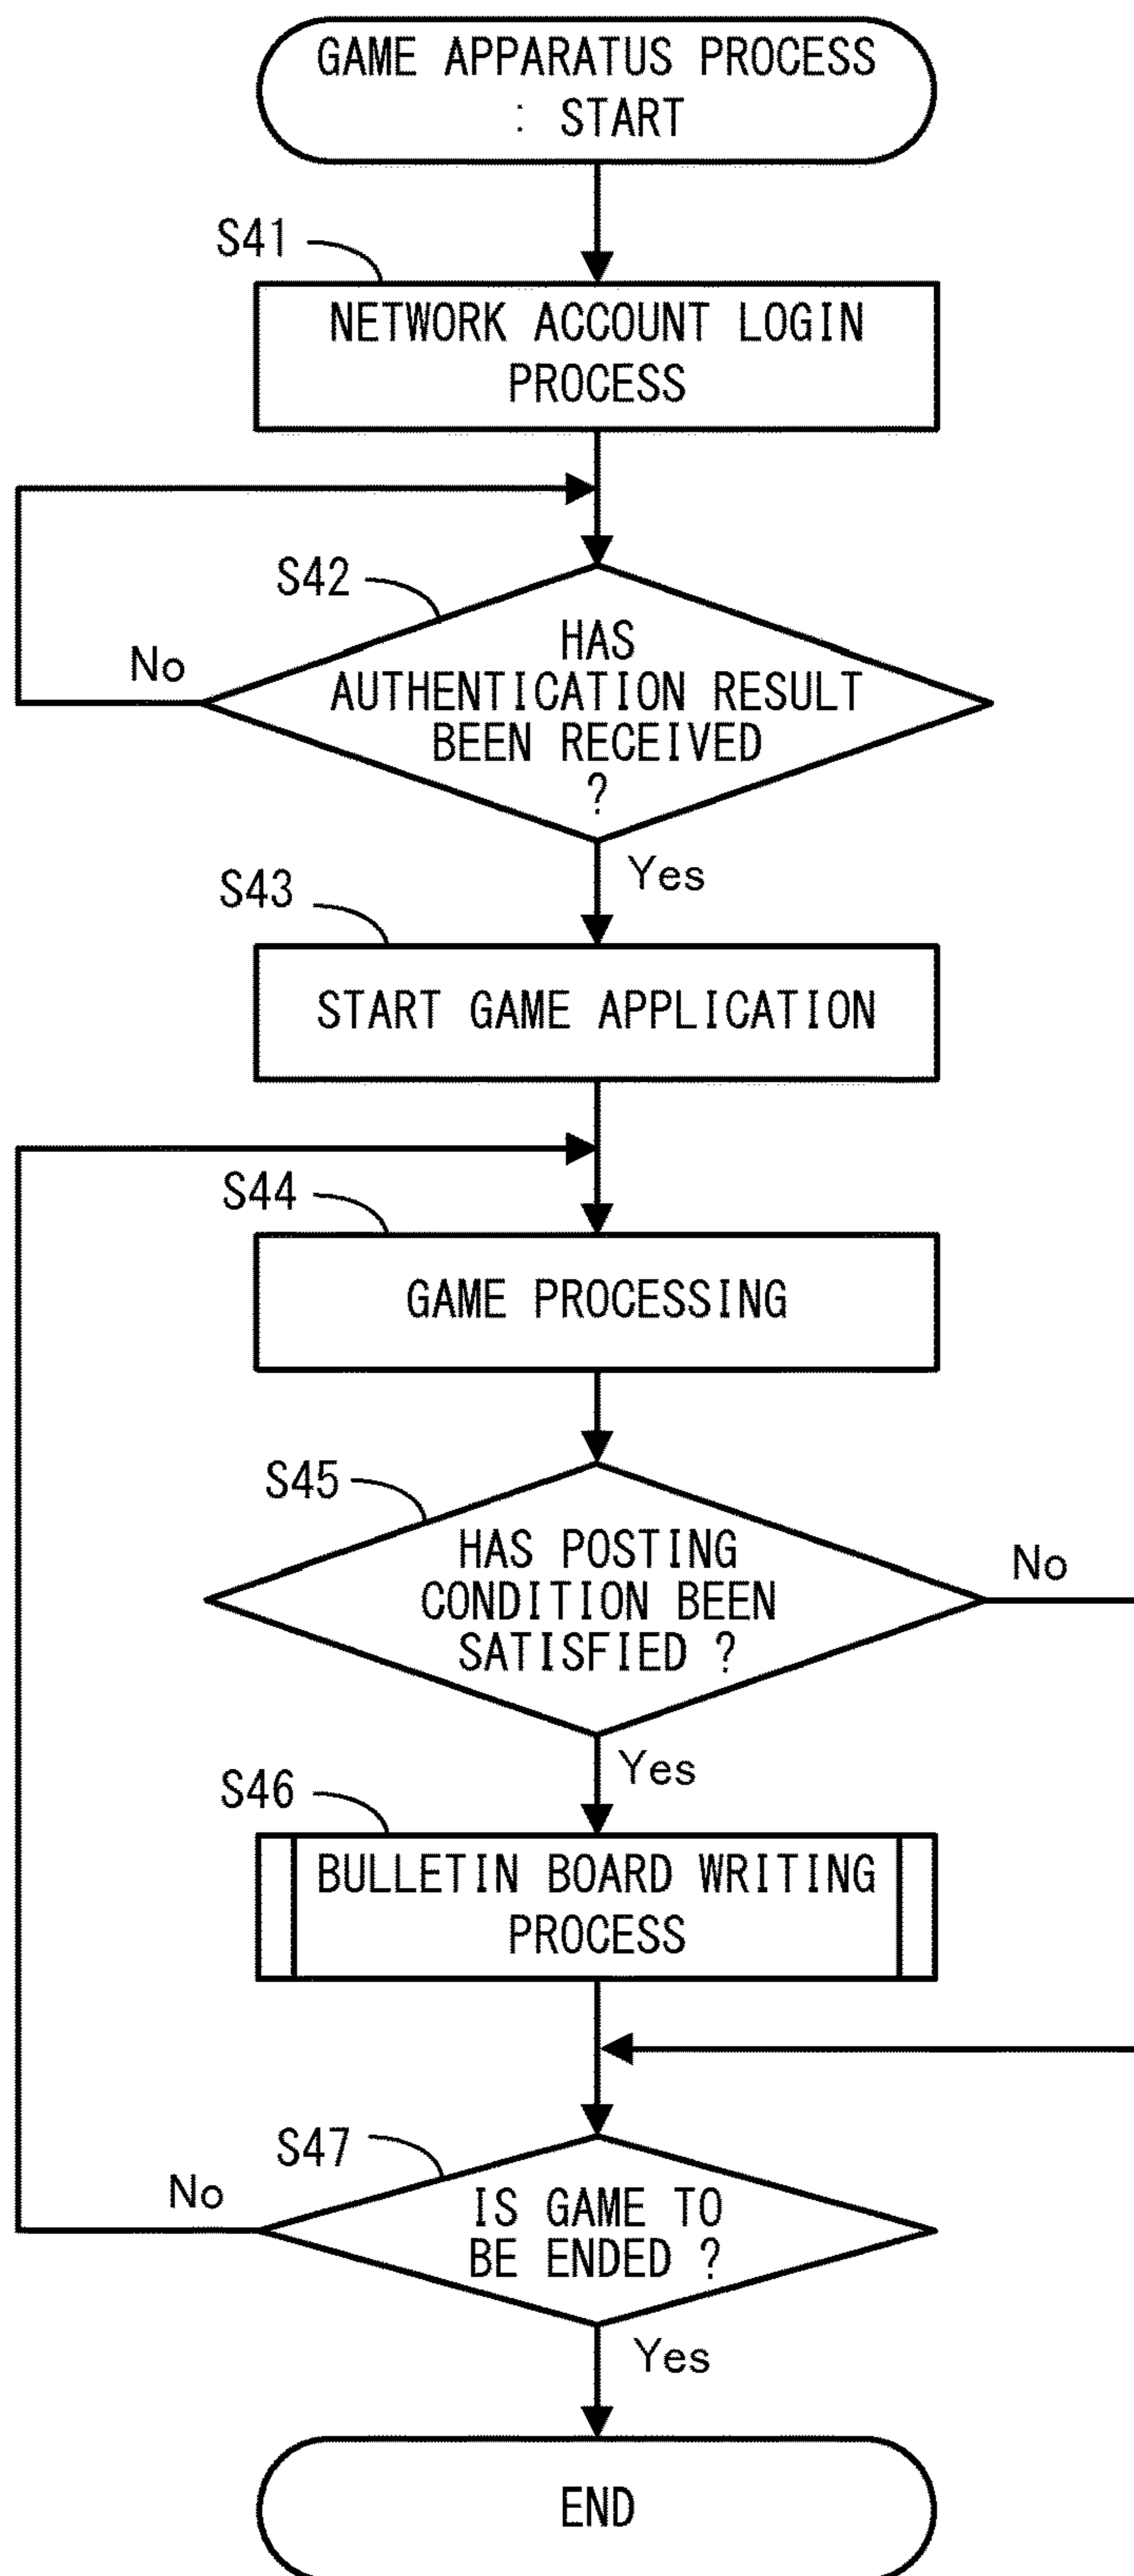 GAME APPARATUS PROCESS
: START
S41
NETWORK ACCOUNT LOGIN
PROCESS
S42
No
HAS
AUTHENTICATION RESULT
BEEN RECEIVED
?
Yes
S43
START GAME APPLICATION
S44
GAME PROCESSING
S45
No
HAS POSTING
CONDITION BEEN
SATISFIED ?
Yes
S46
BULLETIN BOARD WRITING
PROCESS
S47
No
IS GAME TO
BE ENDED ?
Yes
END